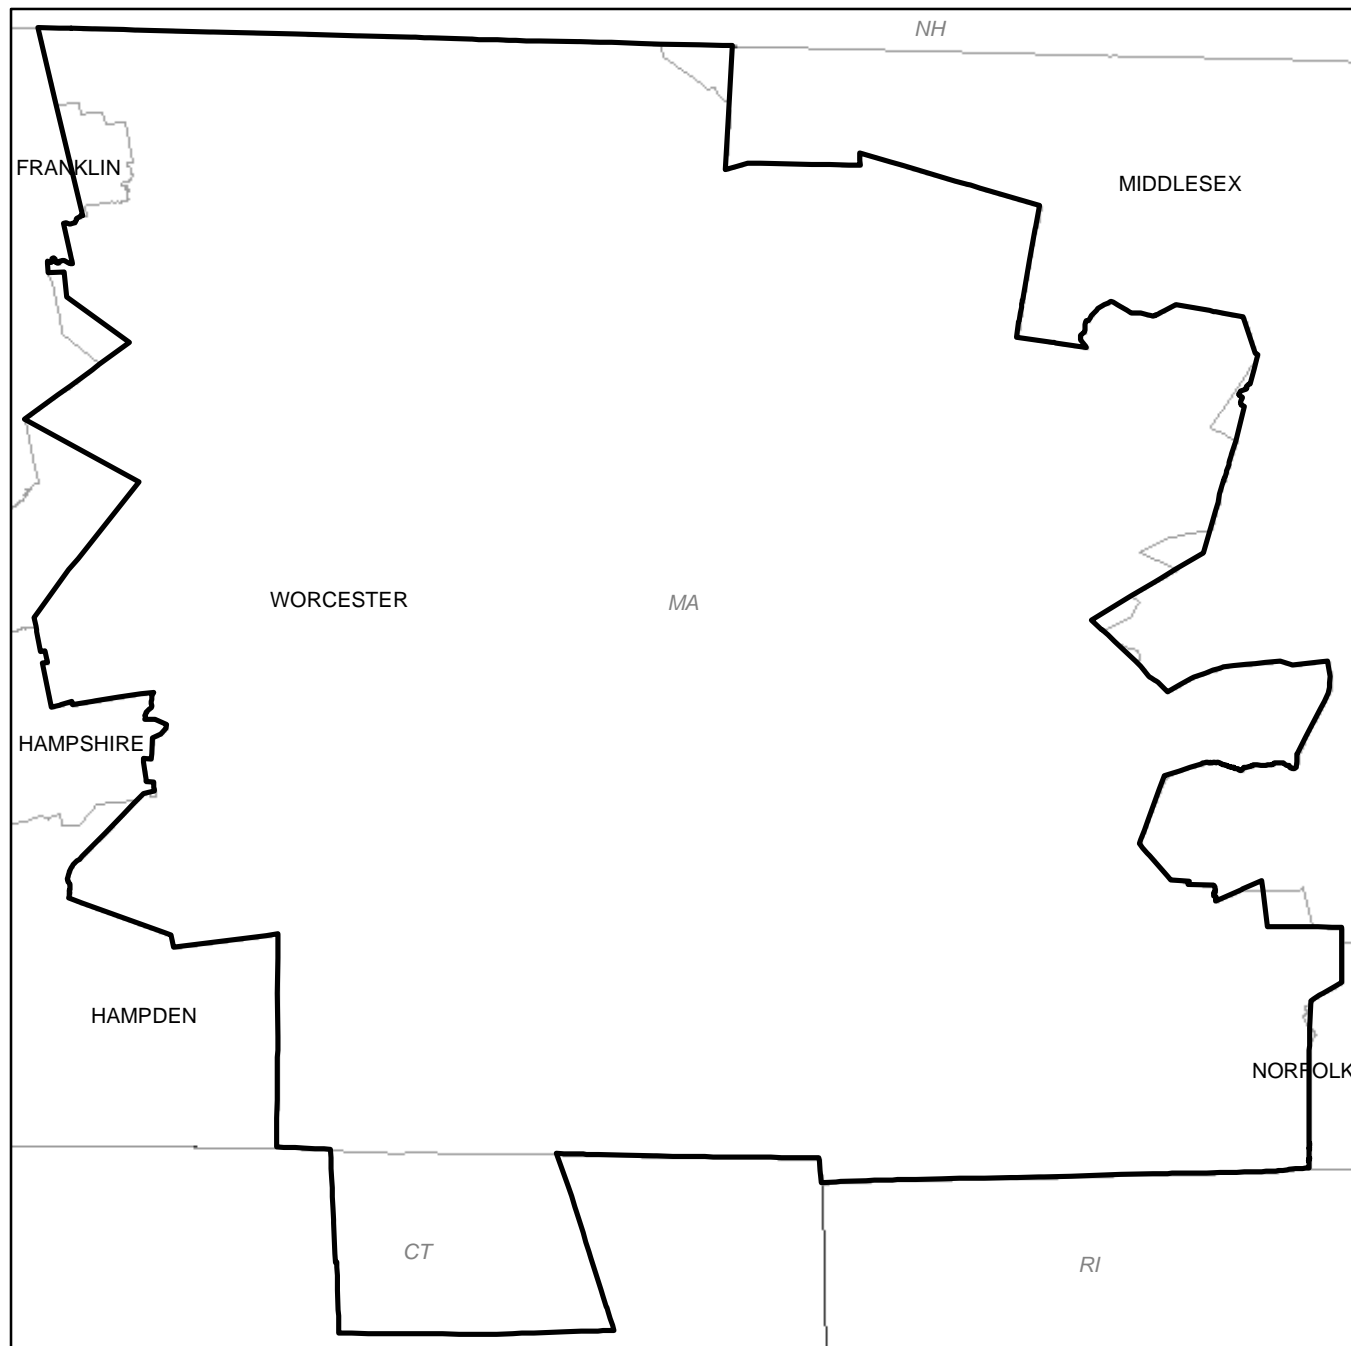 NH
FRANKLIN
MIDDLESEX
WORCESTER
MA
HAMPSHIRE
HAMPDEN
NORFOLK
CT
RI